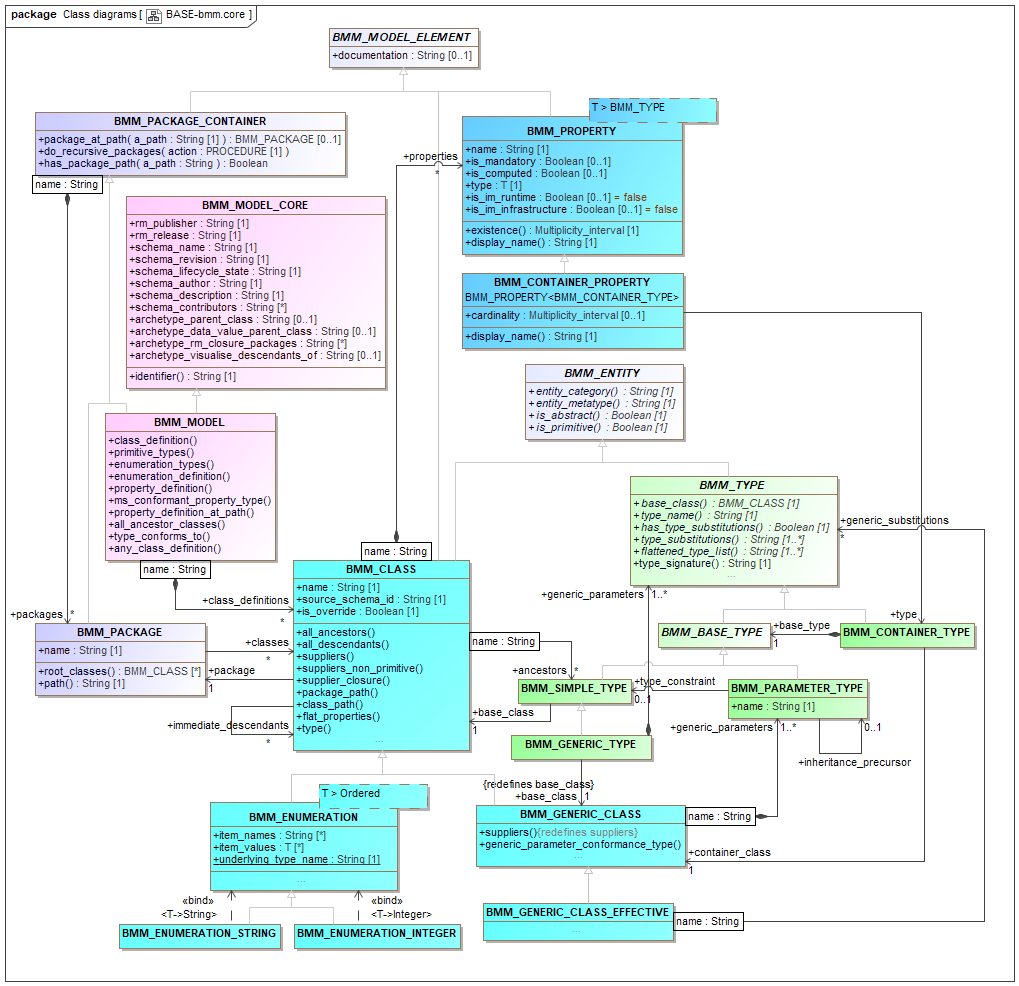 package Class diagrams [ BASE-bmm.core ]
BMM_MODEL_ELEMENT
+documentation : String [0..1]
BMM_PACKAGE_CONTAINER
+package_at_path( a_path : String [1] ) : BMM_PACKAGE [0..1]
+do_recursive_packages( action : PROCEDURE [1] )
+has_package_path( a_path : String ) : Boolean
name : String
T > BMM_TYPE
BMM_PROPERTY
+name : String [1]
+is_mandatory : Boolean [0..1]
+is_computed : Boolean [0..1]
+type : T [1]
+is_im_runtime : Boolean [0..1] = false
+is_im_infrastructure : Boolean [0..1] = false
+existence() : Multiplicity_interval [1]
+display_name() : String [1]
+properties
*
BMM_MODEL_CORE
+rm_publisher : String [1]
+rm_release : String [1]
+schema_name : String [1]
+schema_revision : String [1]
+schema_lifecycle_state : String [1]
+schema_author : String [1]
+schema_description : String [1]
+schema_contributors : String [*]
+archetype_parent_class : String [0..1]
+archetype_data_value_parent_class : String [0..1]
+archetype_rm_closure_packages : String [*]
+archetype_visualise_descendants_of : String [0..1]
+identifier() : String [1]
BMM_CONTAINER_PROPERTY
BMM_PROPERTY<BMM_CONTAINER_TYPE>
+cardinality : Multiplicity_interval [0..1]
+display_name() : String [1]
BMM_ENTITY
+entity_category() : String [1]
+entity_metatype() : String [1]
+is_abstract() : Boolean [1]
+is_primitive() : Boolean [1]
BMM_MODEL
+class_definition()
+primitive_types()
+enumeration_types()
+enumeration_definition()
+property_definition()
+ms_conformant_property_type()
+property_definition_at_path()
+all_ancestor_classes()
+type_conforms_to()
+any_class_definition()
name : String
BMM_TYPE
+base_class() : BMM_CLASS [1]
+type_name() : String [1]
+has_type_substitutions() : Boolean [1]
+type_substitutions() : String [1..*]
+flattened_type_list() : String [1..*]
+type_signature() : String [1]
...
+generic_substitutions
*
name : String
BMM_CLASS
+name : String [1]
+source_schema_id : String [1]
+is_override : Boolean [1]
+all_ancestors()
+all_descendants()
+suppliers()
+suppliers_non_primitive()
+supplier_closure()
+package_path()
+class_path()
+flat_properties()
+type()
...
+class_definitions
*
+packages *
BMM_PACKAGE
+name : String [1]
+root_classes() : BMM_CLASS [*]
+path() : String [1]
+classes
*
+package
1
+immediate_descendants
*
name : String
+ancestors *
+generic_parameters 1..*
BMM_BASE_TYPE
+base_type
1
+type
BMM_CONTAINER_TYPE
BMM_SIMPLE_TYPE
+type_constraint
0..1
BMM_PARAMETER_TYPE
+name : String [1]
+base_class
1
+generic_parameters 1..*
0..1
+inheritance_precursor
BMM_GENERIC_TYPE
{redefines base_class}
+base_class 1
T > Ordered
BMM_ENUMERATION
+item_names : String [*]
+item_values : T [*]
+underlying_type_name : String [1]
...
BMM_GENERIC_CLASS
+suppliers(){redefines suppliers}
+generic_parameter_conformance_type()
...
name : String
+container_class
1
«bind»
<T->String>
«bind»
<T->Integer>
BMM_ENUMERATION_STRING
BMM_ENUMERATION_INTEGER
BMM_GENERIC_CLASS_EFFECTIVE
...
name : String